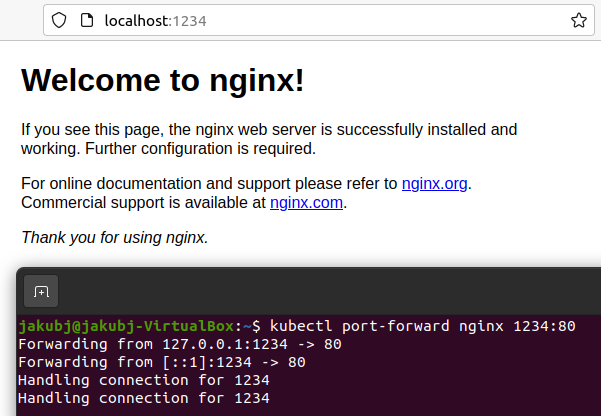 localhost:1234
Welcome to nginx!
If you see this page, the nginx web server is successfully installed and
working. Further configuration is required.
For online documentation and support please refer to nginx.org.
Commercial support is available at nginx.com.
Thank you for using nginx.
jakubj@jakubj-VirtualBox:~$ kubectl port-forward nginx 1234:80
Forwarding from 127.0.0.1:1234 -> 80
Forwarding from [::1]:1234 -> 80
Handling connection for 1234
Handling connection for 1234